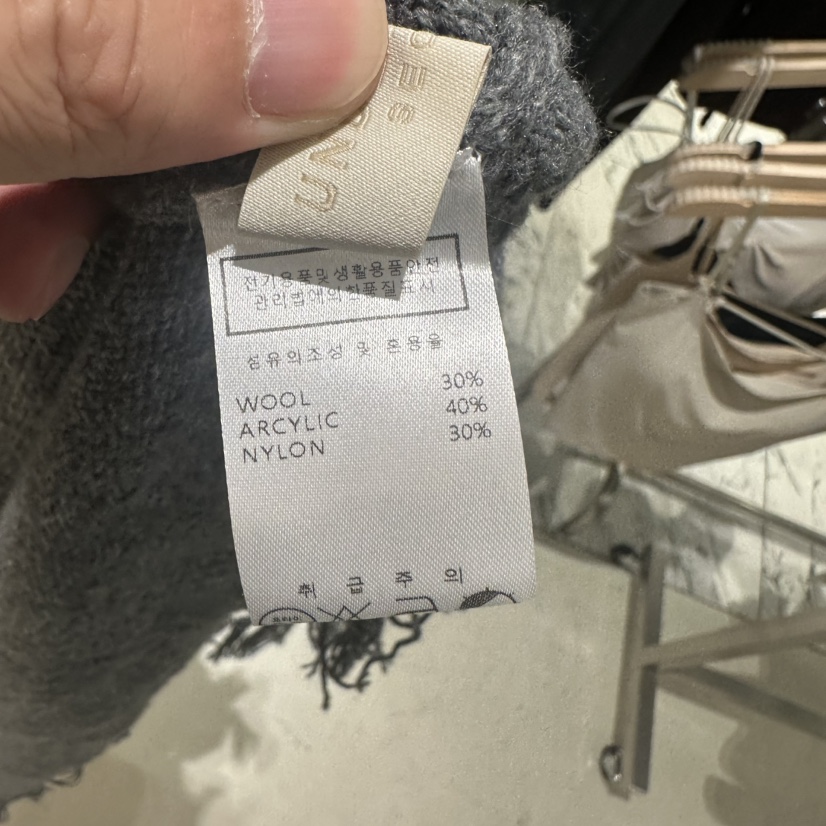 전기용품및생활용품안전
관리법에의한품질표시
섬유의조성 및 혼용율
WOOL 30%
ARCYLIC 40%
NYLON 30%
취급주의